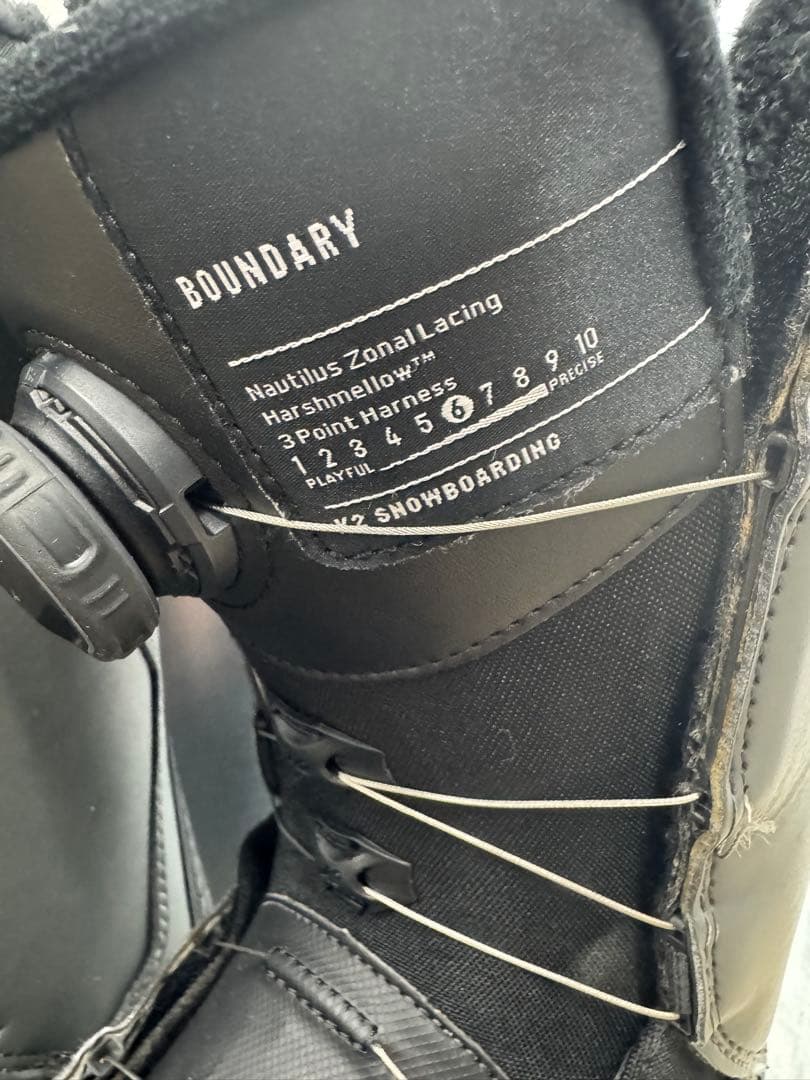 BOUNDARY
Nautilus Zonal Lacing
Harshmellow™
3 Point Harness
1 2 3 4 5 6 7 8 9 10
PLAYFUL PRECISE
K2 SNOWBOARDING